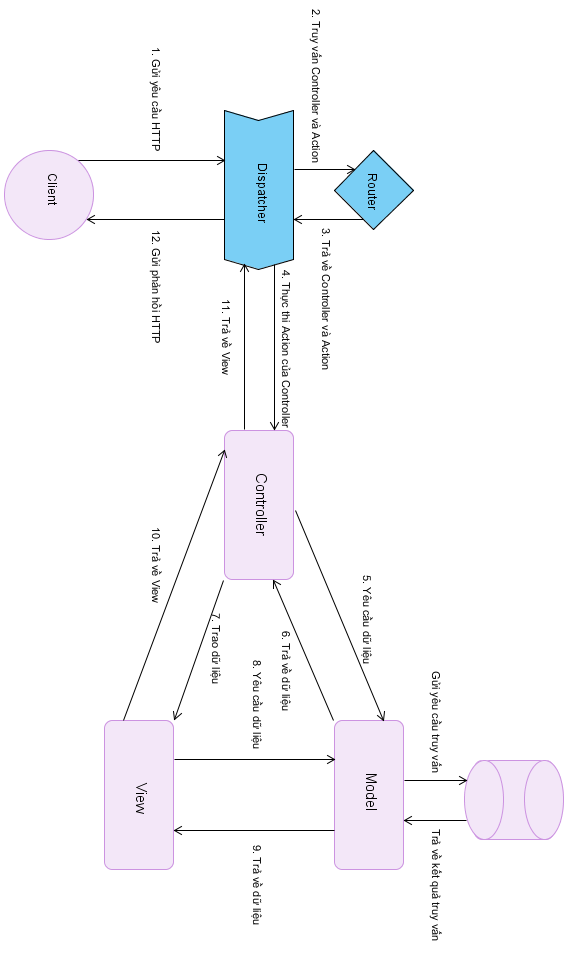 1. Gửi yêu cầu HTTP
2. Truy vấn Controller và Action
Client
Dispatcher
Router
12. Gửi phản hồi HTTP
3. Trả về Controller và Action
4. Thực thi Action của Controller
11. Trả về View
Controller
5. Yêu cầu dữ liệu
6. Trả về dữ liệu
7. Trao dữ liệu
10. Trả về View
8. Yêu cầu dữ liệu
Gửi yêu cầu truy vấn
View
Model
9. Trả về dữ liệu
Trả về kết quả truy vấn